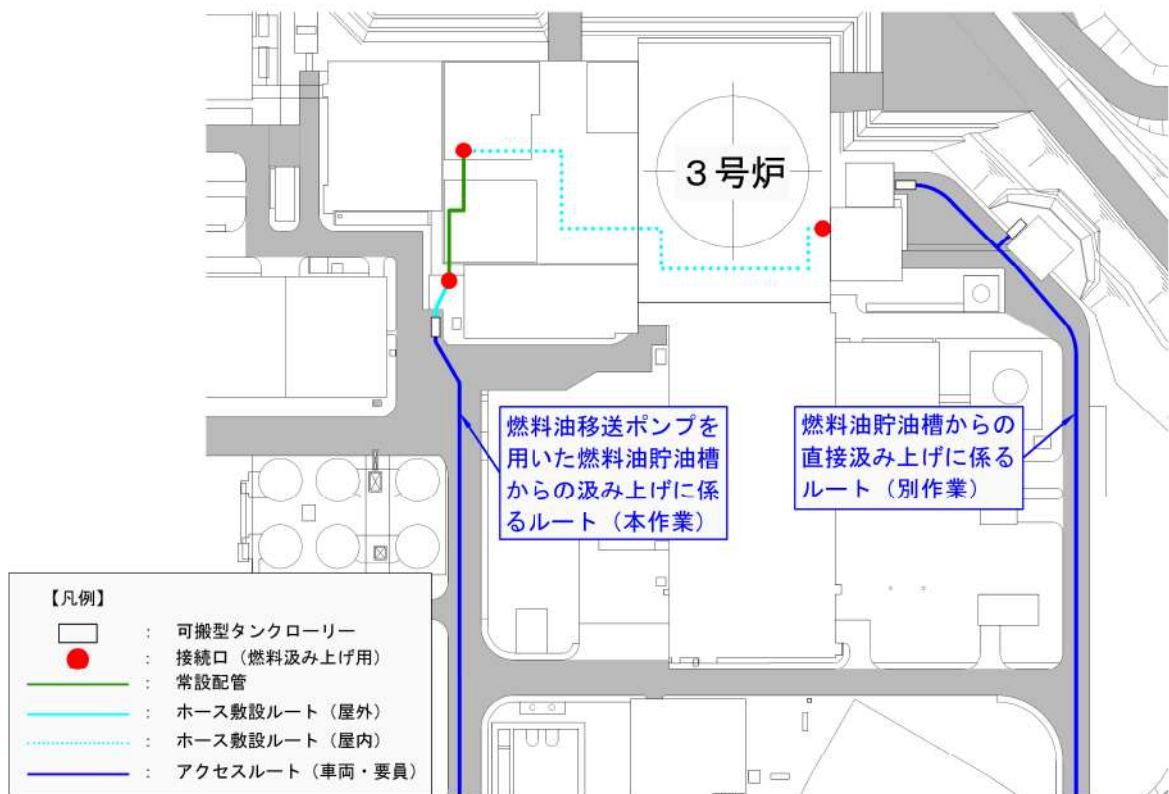 3号炉
燃料油移送ポンプを
用いた燃料油貯油槽
からの汲み上げに係
るルート（本作業）
燃料油貯油槽からの
直接汲み上げに係る
ルート（別作業）
【凡例】
： 可搬型タンクローリー
： 接続口（燃料汲み上げ用）
： 常設配管
： ホース敷設ルート（屋外）
： ホース敷設ルート（屋内）
： アクセスルート（車両・要員）